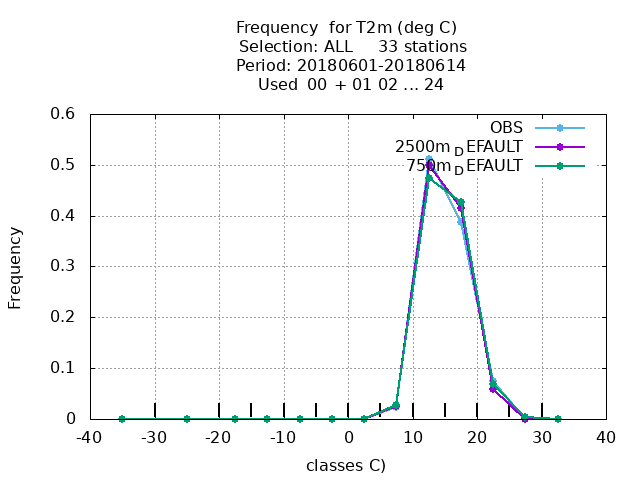 Frequency  for T2m (deg C)
Selection: ALL     33 stations
Period: 20180601-20180614
Used  00  + 01 02 ... 24
0.6
0.5
0.4
0.3
0.2
0.1
0
Frequency
OBS
2500m_DEFAULT
750m_DEFAULT
-40 -30 -20 -10 0 10 20 30 40
classes C)